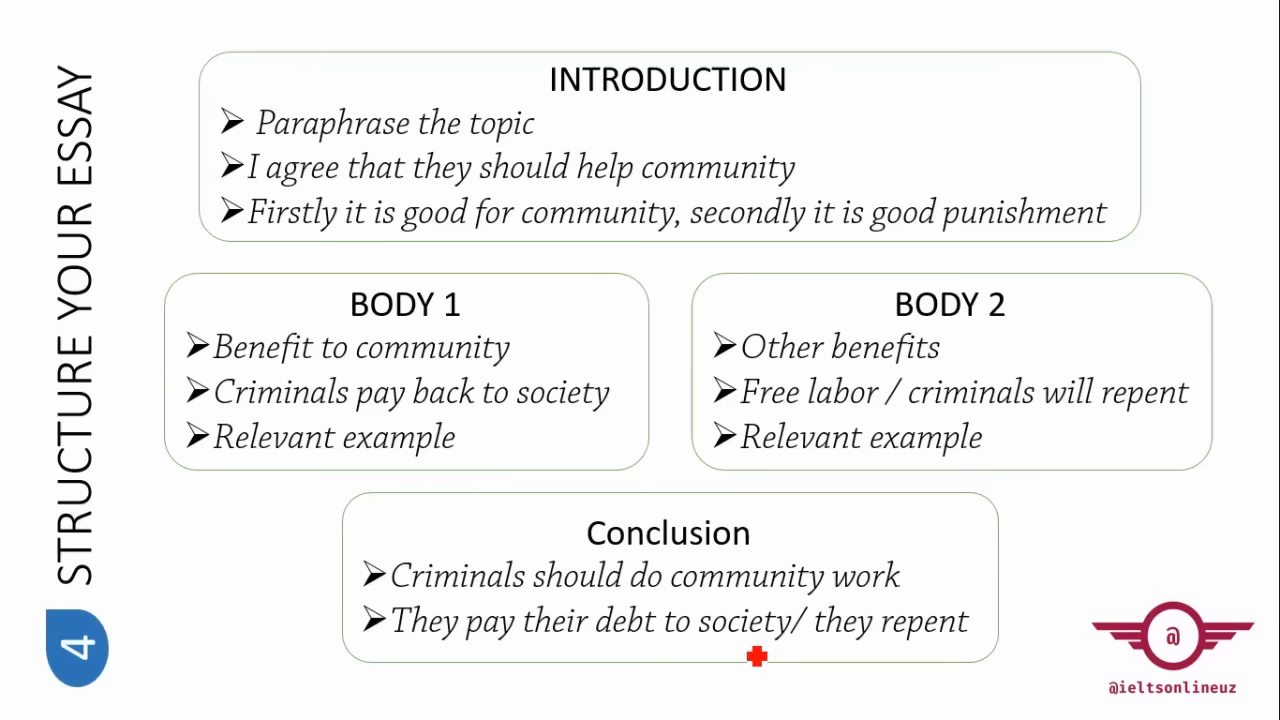 STRUCTURE YOUR ESSAY
4
INTRODUCTION
➢ Paraphrase the topic
➢I agree that they should help community
➢Firstly it is good for community, secondly it is good punishment
BODY 1
➢Benefit to community
➢Criminals pay back to society
➢Relevant example
BODY 2
➢Other benefits
➢Free labor / criminals will repent
➢Relevant example
Conclusion
➢Criminals should do community work
➢They pay their debt to society/ they repent
@
@ieltsonlineuz